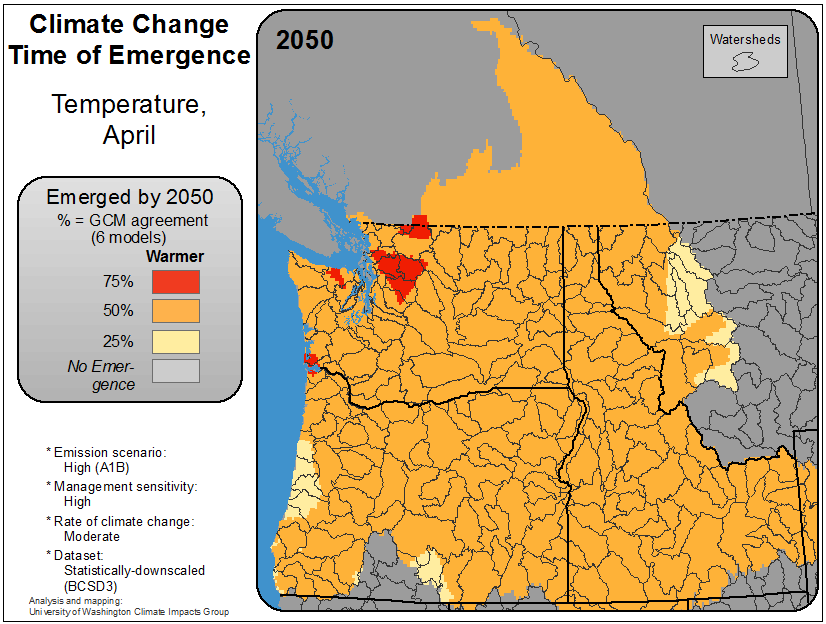 Climate Change
Time of Emergence
Temperature,
April
Emerged by 2050
% = GCM agreement
(6 models)
Warmer
75%
50%
25%
No Emer-
gence
* Emission scenario:
High (A1B)
* Management sensitivity:
High
* Rate of climate change:
Moderate
* Dataset:
Statistically-downscaled
(BCSD3)
Analysis and mapping:
University of Washington Climate Impacts Group
2050
Watersheds